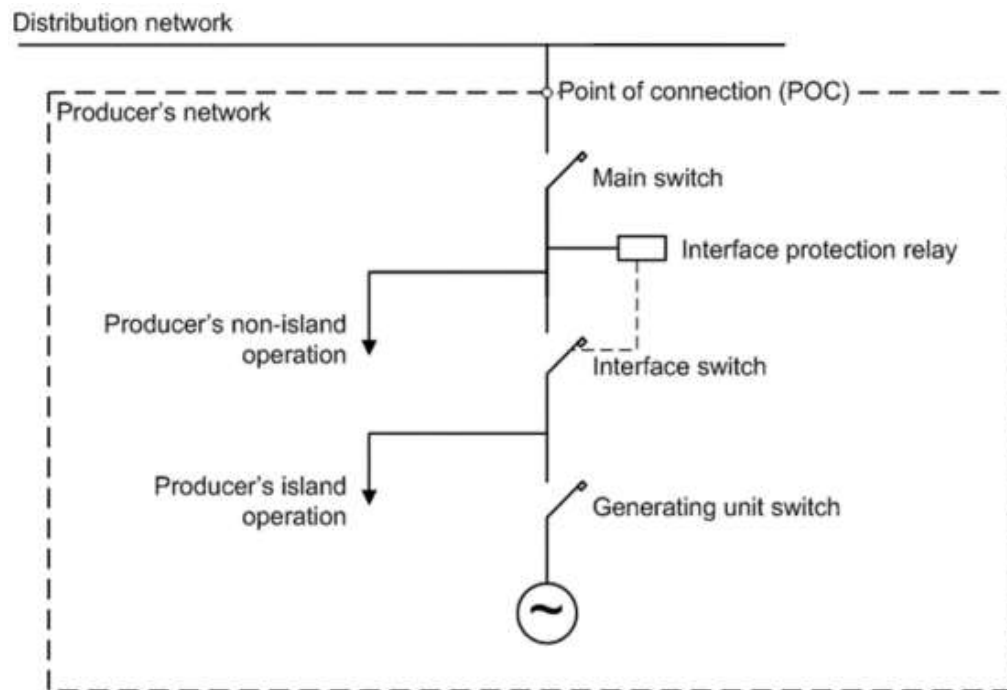 Distribution network
Point of connection (POC)
Producer's network
Main switch
Interface protection relay
Producer's non-island
operation
Interface switch
Producer's island
operation
Generating unit switch
~